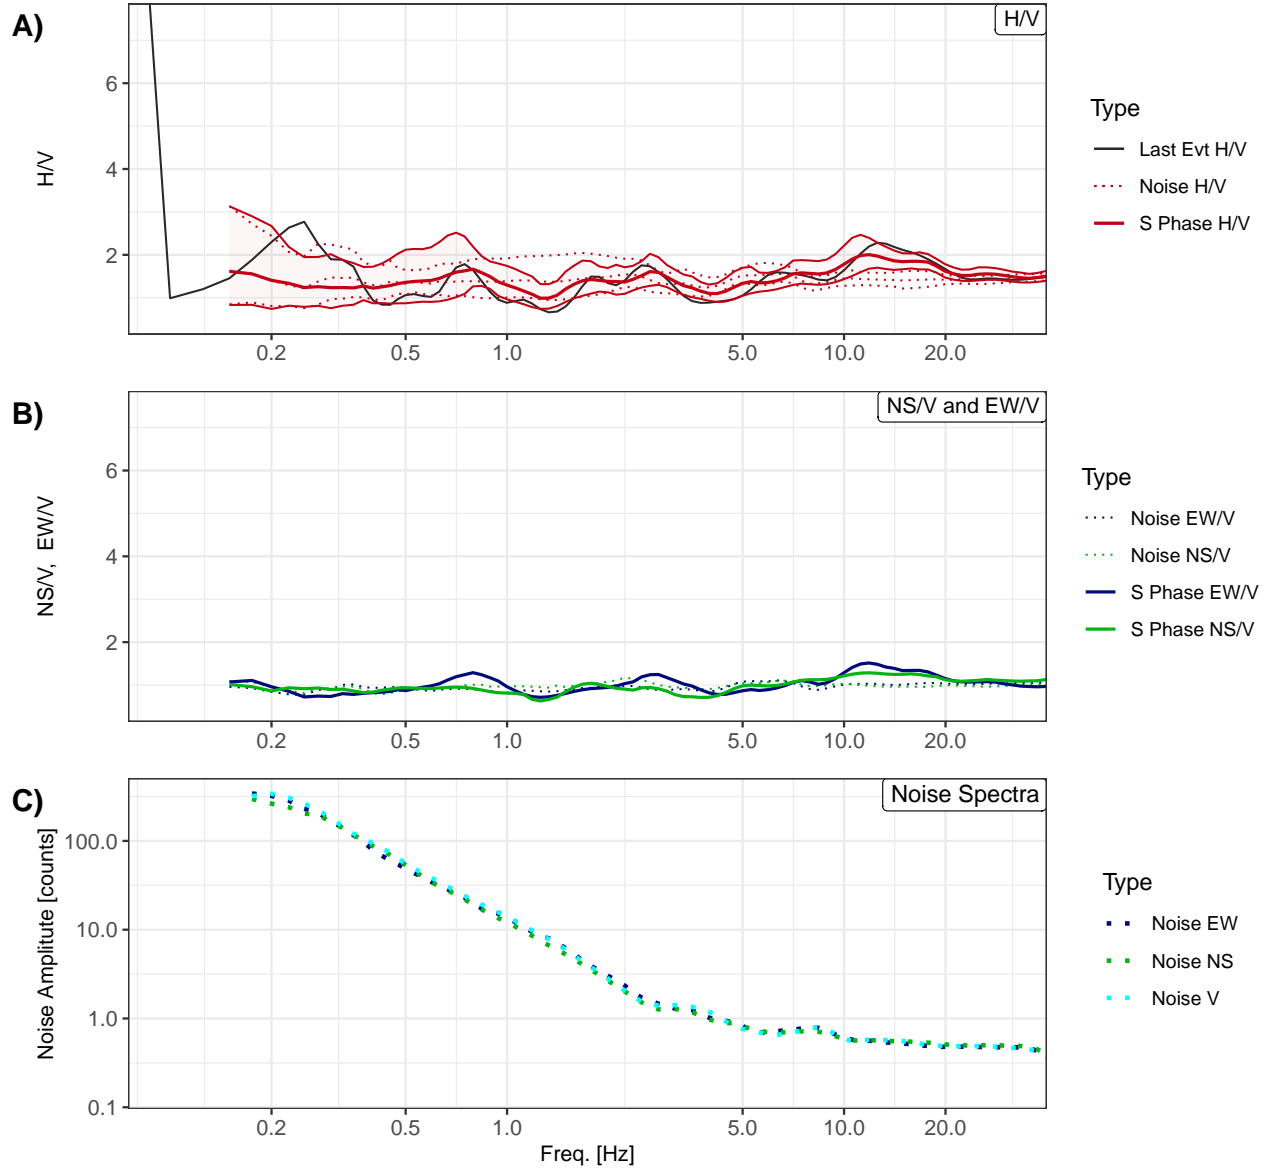 A)
H/V
6
4
2
H/V
0.2 0.5 1.0 5.0 10.0 20.0
Type
Last Evt H/V
Noise H/V
S Phase H/V
B)
NS/V and EW/V
6
4
2
NS/V, EW/V
0.2 0.5 1.0 5.0 10.0 20.0
Type
Noise EW/V
Noise NS/V
S Phase EW/V
S Phase NS/V
C)
Noise Spectra
100.0
10.0
1.0
0.1
Noise Amplitute [counts]
0.2 0.5 1.0 5.0 10.0 20.0
Freq. [Hz]
Type
Noise EW
Noise NS
Noise V